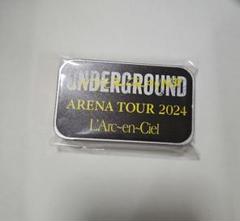 UNDERGROUND
ARENA TOUR 2024
L'Arc~en~Ciel